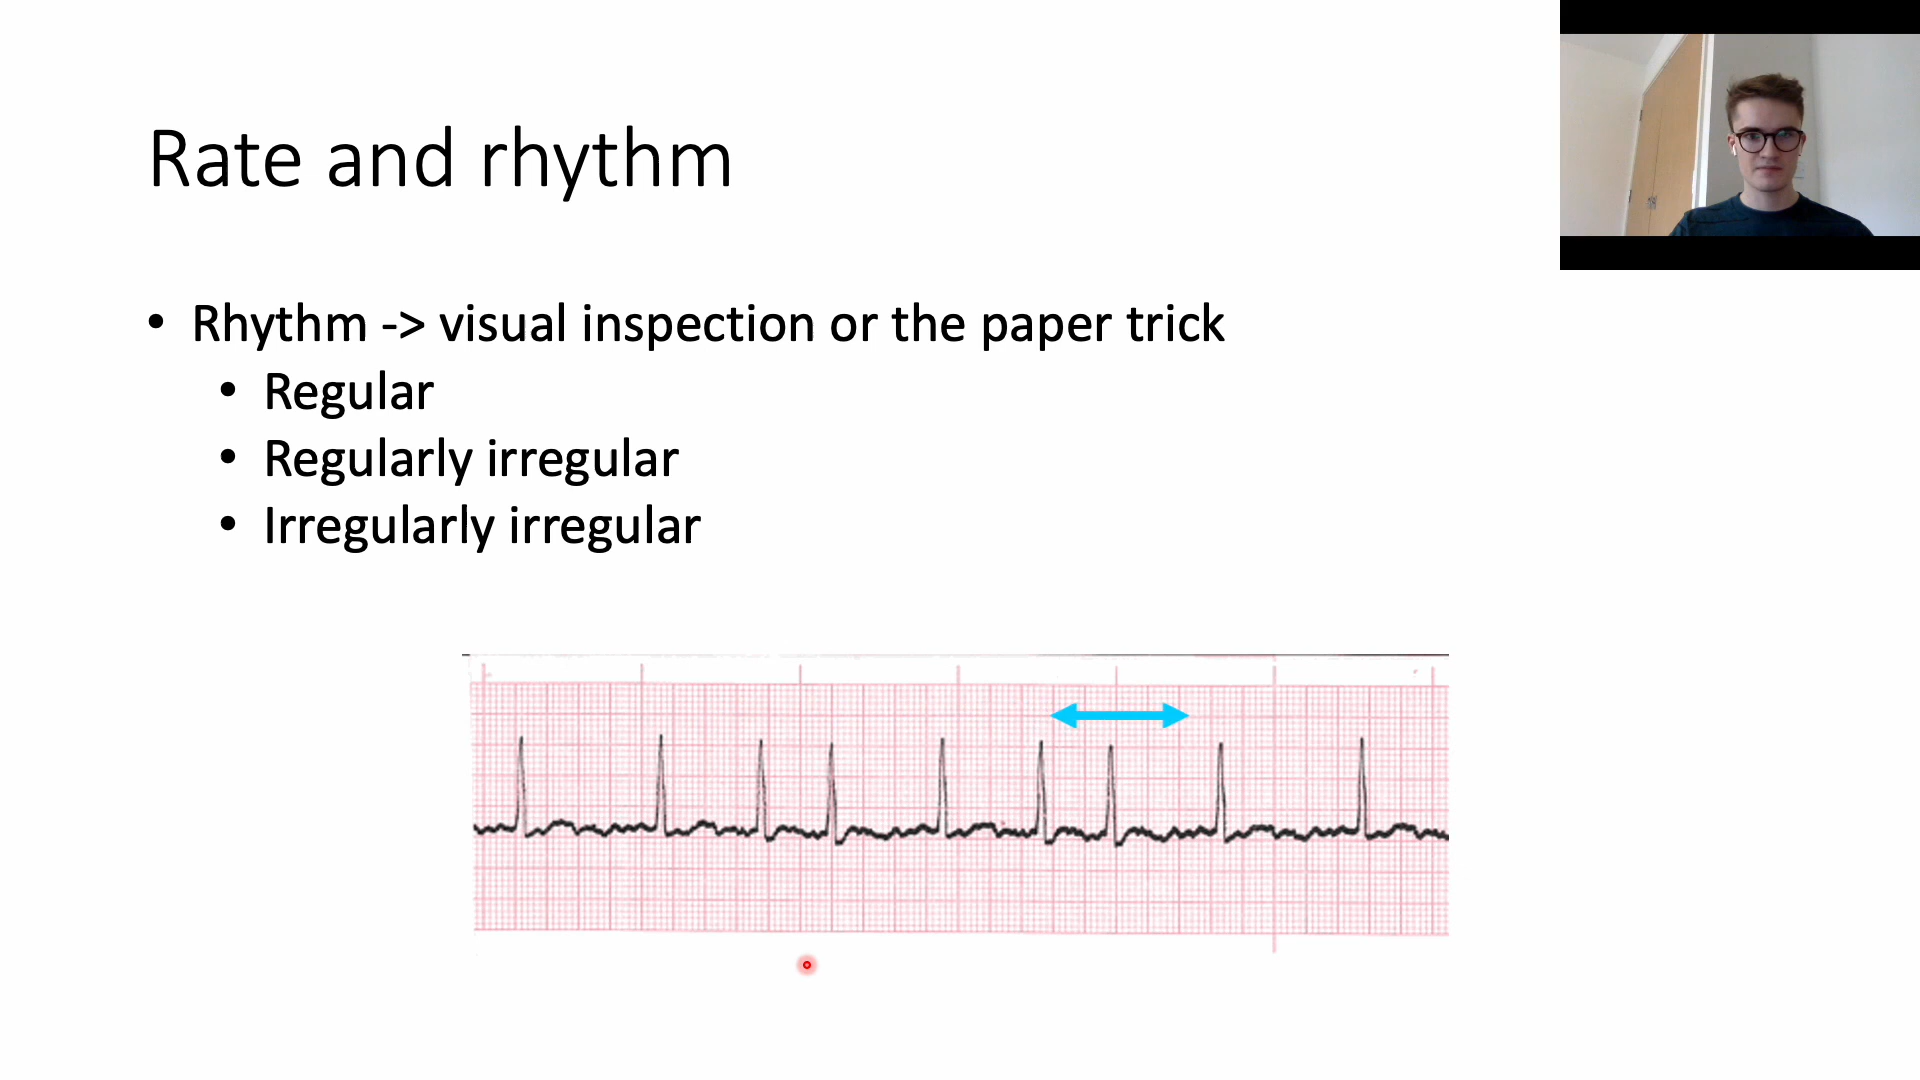 Rate and rhythm
• Rhythm -> visual inspection or the paper trick
• Regular
• Regularly irregular
• Irregularly irregular